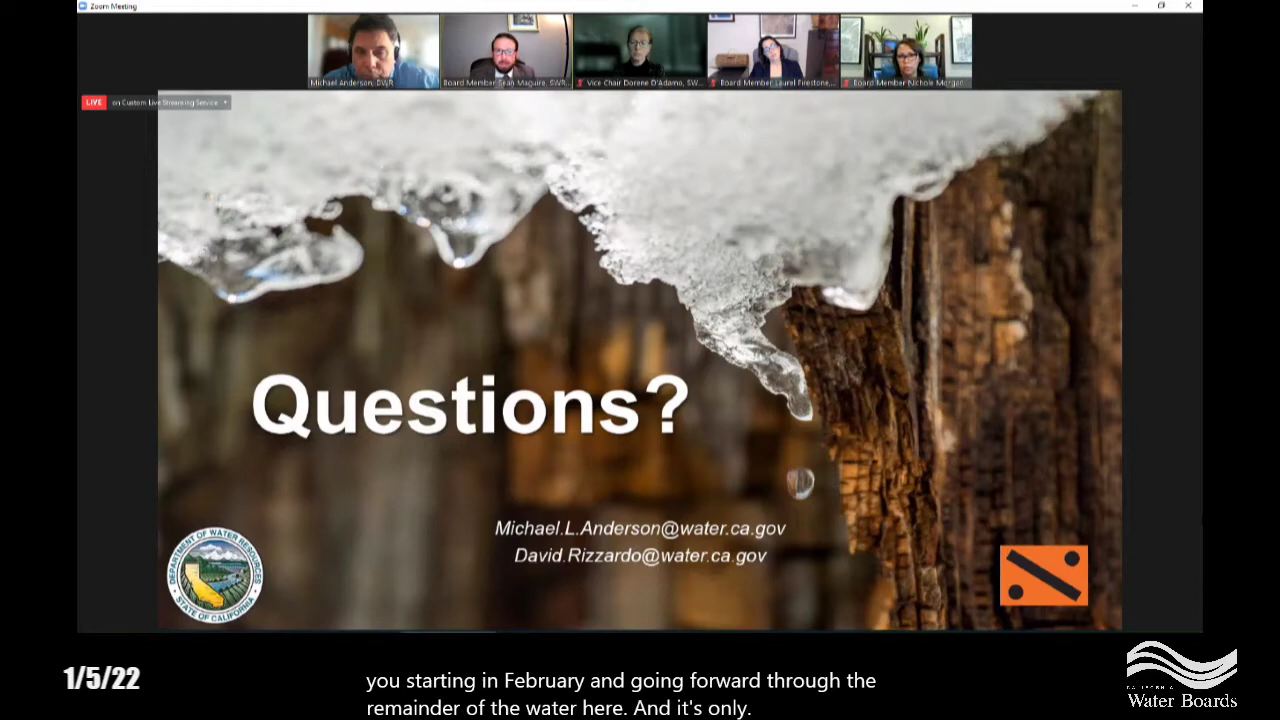 Zoom Meeting
Michael Anderson, DWR
Board Member Sean Maguire, SWR...
Vice Chair Dorene D'Adamo, SW...
Board Member Laurel Firestone,...
Board Member Nichole Morgan...
LIVE on Custom Live Streaming Service
Questions?
Michael.L.Anderson@water.ca.gov
David.Rizzardo@water.ca.gov
DEPARTMENT OF WATER RESOURCES
STATE OF CALIFORNIA
1/5/22
you starting in February and going forward through the
remainder of the water here. And it's only.
CALIFORNIA
Water Boards